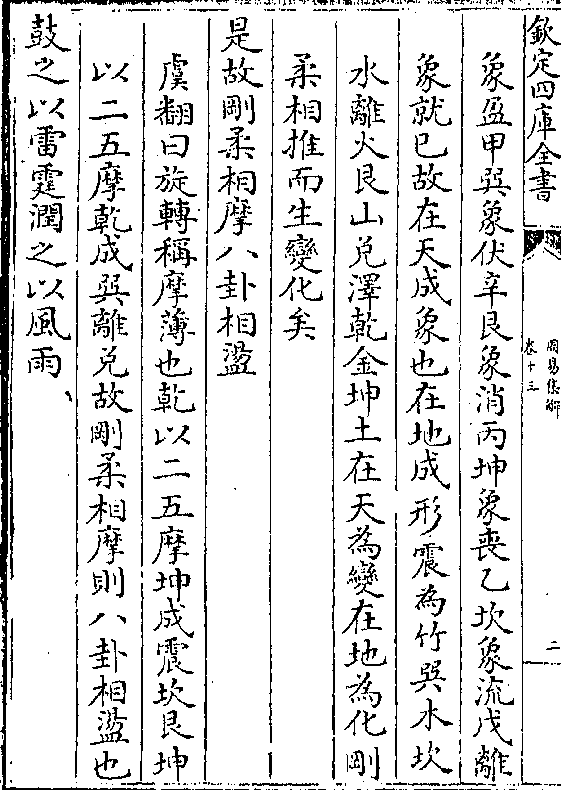 欽定四庫全書
周易集解
卷十三
二
象盈甲巽象伏辛艮象消丙坤象喪乙坎象流戊離
象就已故在天成象也在地成形震為竹巽木坎
水離火艮山兑澤乾金坤土在天為變在地為化剛
柔相推而生變化矣
是故剛柔相摩八卦相盪
虞翻曰旋轉稱摩薄也乾以二五摩坤成震坎艮坤
以二五摩乾成巽離兑故剛柔相摩則八卦相盪也
鼓之以雷霆潤之以風雨、